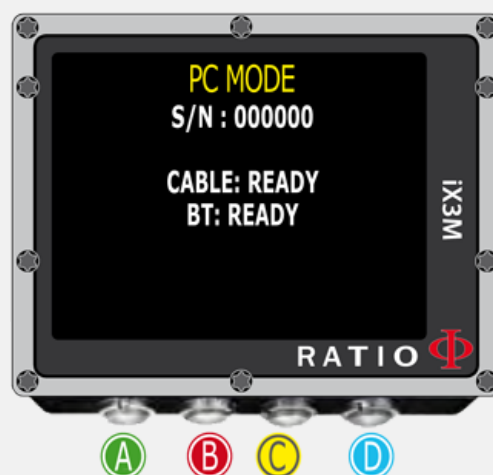 PC MODE
S/N : 000000
CABLE: READY
BT: READY
iX3M
RATIO
A B C D